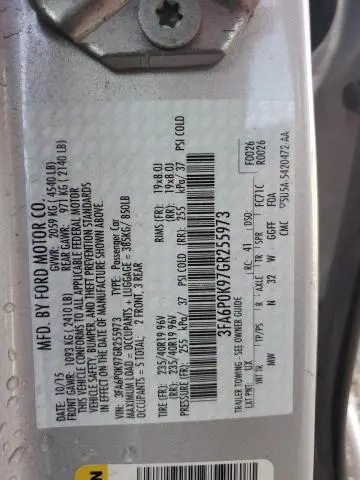 MFD. BY FORD MOTOR CO.
DATE: 10/15 GVWR: 2059 KG ( 4540 LB)
FRONT GAWR: 1093 KG ( 2410 LB) REAR GAWR: 971 KG ( 2140 LB)
THIS VEHICLE CONFORMS TO ALL APPLICABLE FEDERAL MOTOR
VEHICLE SAFETY, BUMPER, AND THEFT PREVENTION STANDARDS
IN EFFECT ON THE DATE OF MANUFACTURE SHOWN ABOVE.
VIN: 3FA6P0K97GR255973 TYPE: Passenger Car
MAXIMUM LOAD = OCCUPANTS + LUGGAGE = 385KG / 850LB
OCCUPANTS = 5 TOTAL: 2 FRONT, 3 REAR
TIRES (FR) 235/40R19 96V RIMS (FR) 19x8.0J
(RR) 235/40R19 96V (RR) 19x8.0J
PRESSURE (FR) 255 kPa/ 37 PSI COLD (RR) 255 kPa/ 37 PSI COLD
3FA6P0K97GR255973
F0026
R0026
TRAILER TOWING - SEE OWNER GUIDE
EXT PNT: UX RC: 41 DSO:
FC71C
INT TP/PS R AXLE TR SPR
MW N 32 W GGFF FDA
CMC